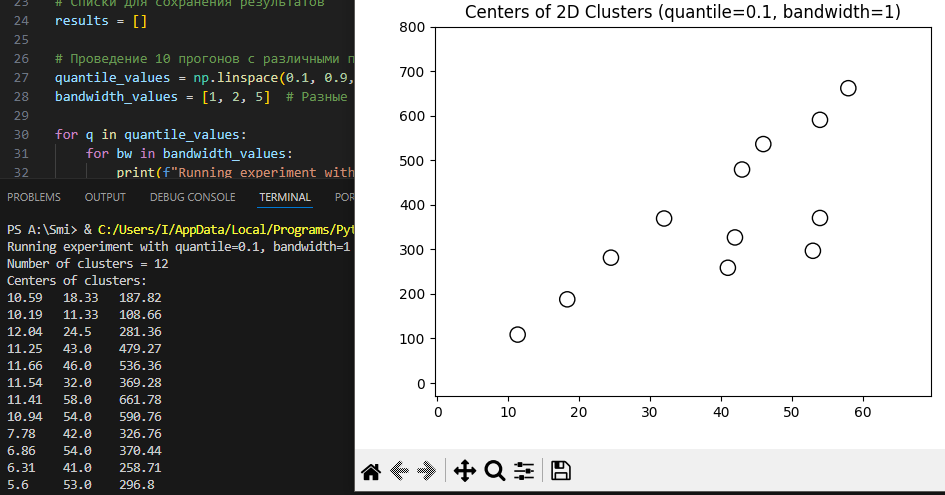 23 # Списки для сохранения результатов
24 results = []
25
26 # Проведение 10 прогонов с различными
27 quantile_values = np.linspace(0.1, 0.9,
28 bandwidth_values = [1, 2, 5] # Разные
29
30 for q in quantile_values:
31 for bw in bandwidth_values:
32 print(f"Running experiment with
PROBLEMS OUTPUT DEBUG CONSOLE TERMINAL POR
PS A:\Smi> & C:/Users/I/AppData/Local/Programs/Pyt
Running experiment with quantile=0.1, bandwidth=1
Number of clusters = 12
Centers of clusters:
10.59 18.33 187.82
10.19 11.33 108.66
12.04 24.5 281.36
11.25 43.0 479.27
11.66 46.0 536.36
11.54 32.0 369.28
11.41 58.0 661.78
10.94 54.0 590.76
7.78 42.0 326.76
6.86 54.0 370.44
6.31 41.0 258.71
5.6 53.0 296.8
Centers of 2D Clusters (quantile=0.1, bandwidth=1)
800
700
600
500
400
300
200
100
0
0 10 20 30 40 50 60